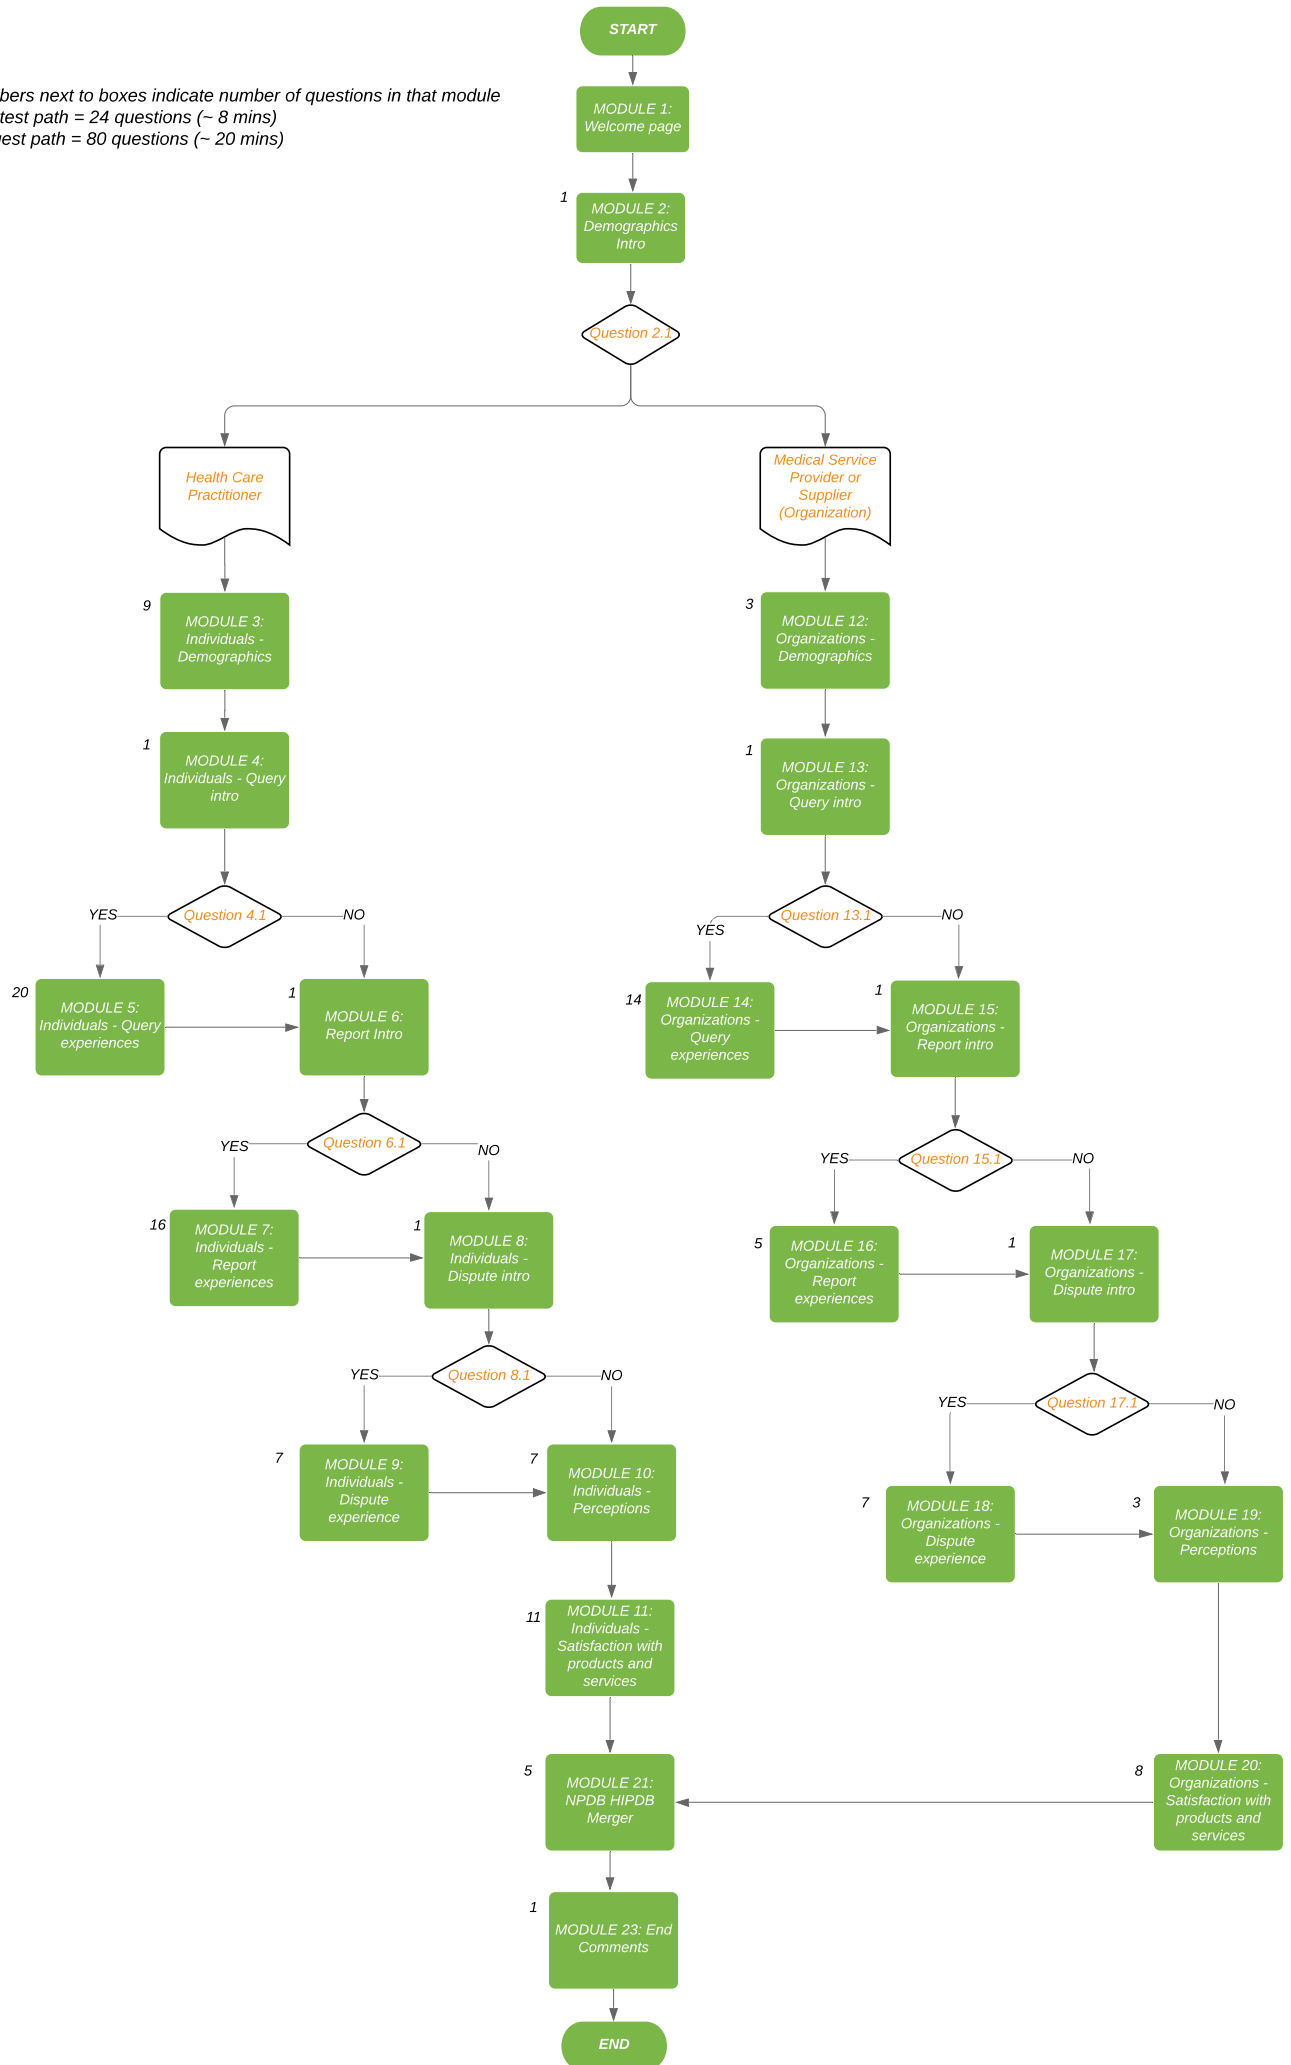 START
bers next to boxes indicate number of questions in that module
test path = 24 questions (~ 8 mins)
gest path = 80 questions (~ 20 mins)
MODULE 1:
Welcome page
1
MODULE 2:
Demographics
Intro
Question 2.1
Health Care
Practitioner
Medical Service
Provider or
Supplier
(Organization)
9
MODULE 3:
Individuals -
Demographics
3
MODULE 12:
Organizations -
Demographics
1
MODULE 4:
Individuals - Query
intro
1
MODULE 13:
Organizations -
Query intro
YES
Question 4.1
NO
YES
Question 13.1
NO
20
MODULE 5:
Individuals - Query
experiences
1
MODULE 6:
Report Intro
14
MODULE 14:
Organizations -
Query
experiences
1
MODULE 15:
Organizations -
Report intro
YES
Question 6.1
NO
YES
Question 15.1
NO
16
MODULE 7:
Individuals -
Report
experiences
1
MODULE 8:
Individuals -
Dispute intro
5
MODULE 16:
Organizations -
Report
experiences
1
MODULE 17:
Organizations -
Dispute intro
YES
Question 8.1
NO
YES
Question 17.1
NO
7
MODULE 9:
Individuals -
Dispute
experience
7
MODULE 10:
Individuals -
Perceptions
7
MODULE 18:
Organizations -
Dispute
experience
3
MODULE 19:
Organizations -
Perceptions
11
MODULE 11:
Individuals -
Satisfaction with
products and
services
5
MODULE 21:
NPDB HIPDB
Merger
8
MODULE 20:
Organizations -
Satisfaction with
products and
services
1
MODULE 23: End
Comments
END